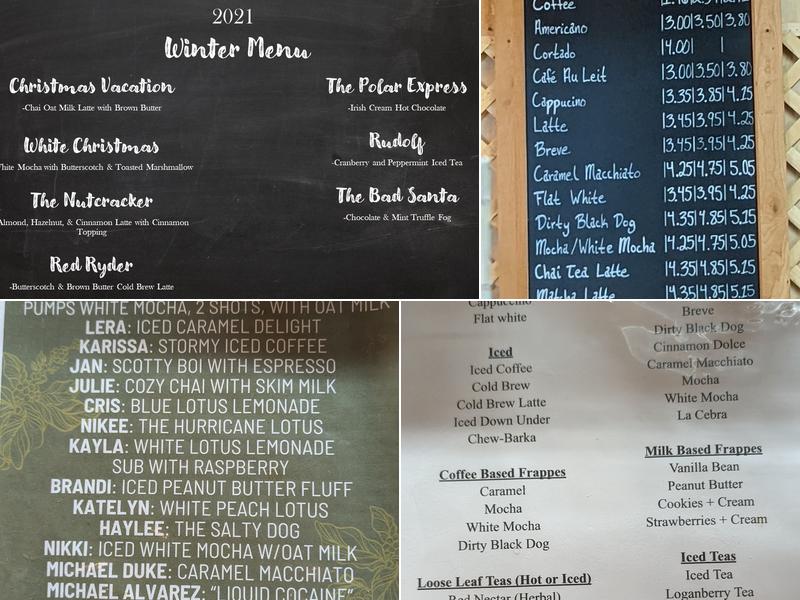 2021
Winter Menu
Christmas Vacation
-Chai Oat Milk Latte with Brown Butter
White Christmas
White Mocha with Butterscotch & Toasted Marshmallow
The Nutcracker
Almond, Hazelnut, & Cinnamon Latte with Cinnamon
Topping
Red Ryder
-Butterscotch & Brown Butter Cold Brew Latte
The Polar Express
-Irish Cream Hot Chocolate
Rudolf
-Cranberry and Peppermint Iced Tea
The Bad Santa
-Chocolate & Mint Truffle Fog
Coffee
Americano |3.00|3.50|3.80
Cortado |4.00| |
Café Au Leit |3.00|3.50|3.80
Cappucino |3.35|3.85|4.15
Latte |3.45|3.95|4.25
Breve |3.45|3.95|4.25
Caramel Macchiato |4.25|4.75|5.05
Flat White |3.45|3.95|4.25
Dirty Black Dog |4.35|4.85|5.15
Mocha/White Mocha |4.25|4.75|5.05
Chai Tea Latte |4.35|4.85|5.15
Matcha Latte |4.35|4.85|5.15
PUMPS WHITE MOCHA, 2 SHOTS, WITH OAT MILK
LERA: ICED CARAMEL DELIGHT
KARISSA: STORMY ICED COFFEE
JAN: SCOTTY BOI WITH ESPRESSO
JULIE: COZY CHAI WITH SKIM MILK
CRIS: BLUE LOTUS LEMONADE
NIKEE: THE HURRICANE LOTUS
KAYLA: WHITE LOTUS LEMONADE
SUB WITH RASPBERRY
BRANDI: ICED PEANUT BUTTER FLUFF
KATELYN: WHITE PEACH LOTUS
HAYLEE: THE SALTY DOG
NIKKI: ICED WHITE MOCHA W/OAT MILK
MICHAEL DUKE: CARAMEL MACCHIATO
MICHAEL ALVAREZ: "LIQUID COCAINE"
Cappuccino
Flat white
Iced
Iced Coffee
Cold Brew
Cold Brew Latte
Iced Down Under
Chew-Barka
Coffee Based Frappes
Caramel
Mocha
White Mocha
Dirty Black Dog
Loose Leaf Teas (Hot or Iced)
Red Nectar (Herbal)
Breve
Dirty Black Dog
Cinnamon Dolce
Caramel Macchiato
Mocha
White Mocha
La Cebra
Milk Based Frappes
Vanilla Bean
Peanut Butter
Cookies + Cream
Strawberries + Cream
Iced Teas
Iced Tea
Loganberry Tea